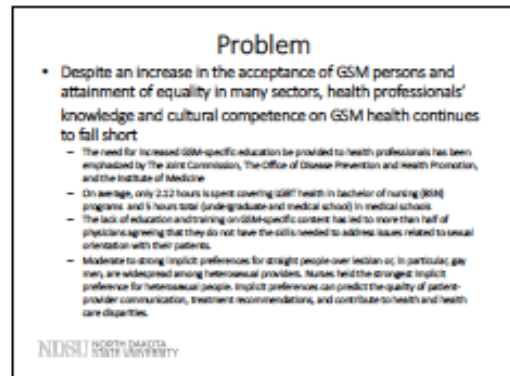 Problem
• Despite an increase in the acceptance of GSM persons and
attainment of equality in many sectors, health professionals'
knowledge and cultural competence on GSM health continues
to fall short
– The need for increased GSM-specific education be provided to health professionals has been
emphasized by The Joint Commission, The Office of Disease Prevention and Health Promotion,
and the Institute of Medicine
– On average, only 2.12 hours is spent covering LGBT health in bachelor of nursing (BSN)
programs and 5 hours total (undergraduate and medical school) in medical schools
– The lack of education and training on GSM-specific content has led to more than half of
physicians agreeing that they do not have the skills needed to address issues related to sexual
orientation with their patients.
– Moderate to strong implicit preferences for straight people over lesbian or, in particular, gay
men, are widespread among heterosexual providers. Nurses held the strongest implicit
preference for heterosexual people. Implicit preferences can predict the quality of patient-
provider communication, treatment recommendations, and contribute to health and health
care disparities.
NDSU NORTH DAKOTA
STATE UNIVERSITY